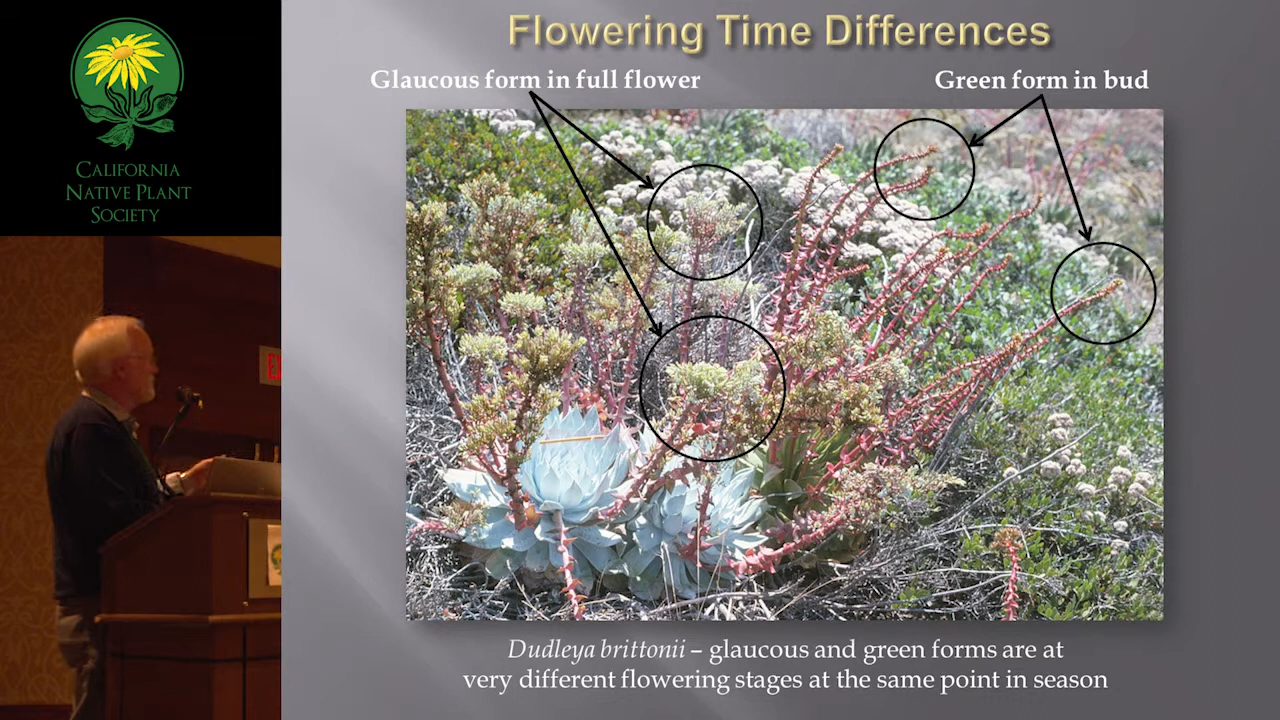 Flowering Time Differences
Glaucous form in full flower
Green form in bud
CALIFORNIA
NATIVE PLANT
SOCIETY
Dudleya brittonii – glaucous and green forms are at
very different flowering stages at the same point in season